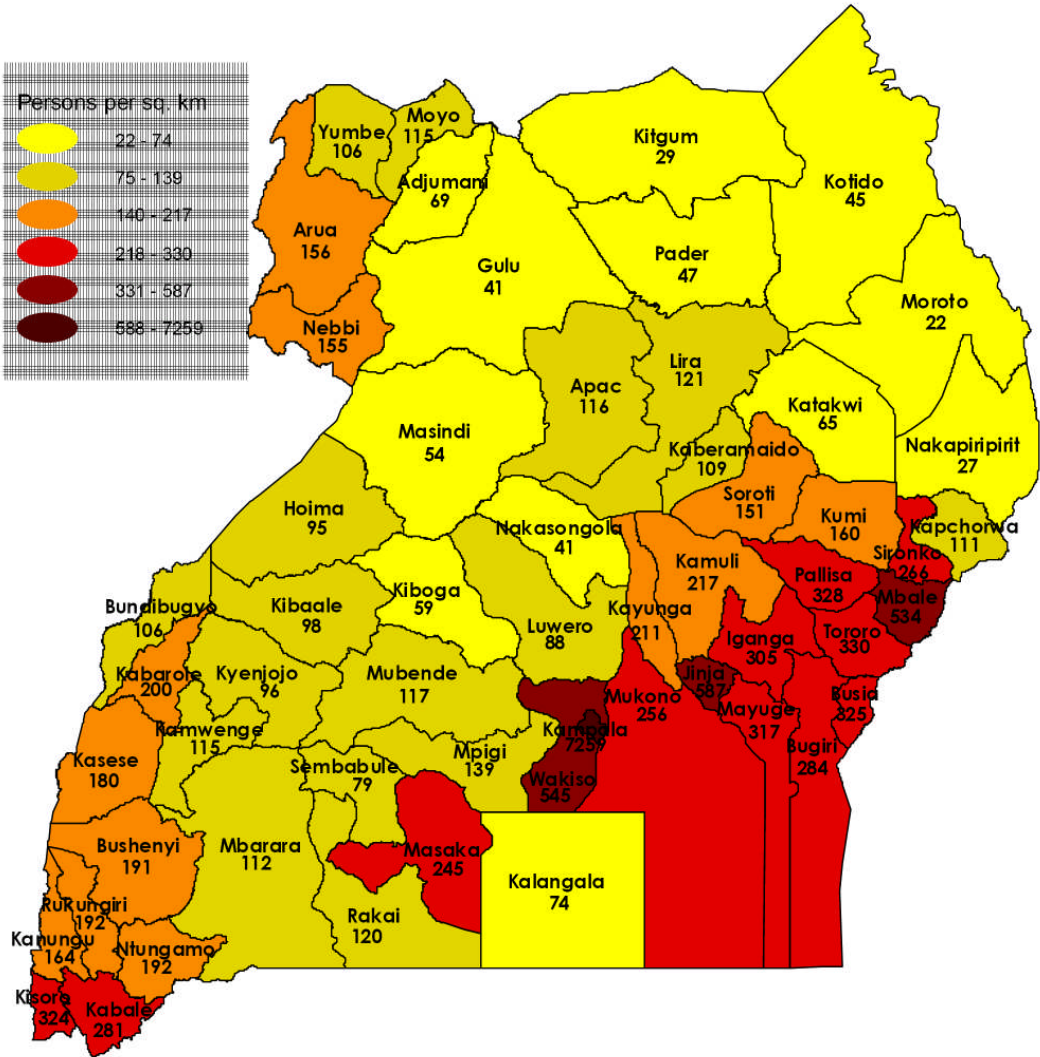 Persons per sq. km
22 - 74
75 - 139
140 - 217
218 - 330
331 - 587
588 - 7259
Yumbe
106
Moyo
115
Adjumani
69
Arua
156
Nebbi
155
Gulu
41
Kitgum
29
Kotido
45
Pader
47
Moroto
22
Apac
116
Lira
121
Katakwi
65
Nakapiripirit
27
Masindi
54
Kaberamaido
109
Soroti
151
Kumi
160
Kapchorwa
111
Sironko
266
Hoima
95
Nakasongola
41
Kamuli
217
Pallisa
328
Mbale
534
Bundibugyo
106
Kibaale
98
Kiboga
59
Luwero
88
Kayunga
211
Iganga
305
Tororo
330
Kabarole
200
Kyenjojo
96
Mubende
117
Mukono
256
Jinja
587
Mayuge
317
Busia
325
Bugiri
284
Kamwenge
115
Kasese
180
Sembabule
79
Mpigi
139
Kampala
7259
Wakiso
545
Bushenyi
191
Mbarara
112
Masaka
245
Kalangala
74
Rakai
120
Rukungiri
192
Kanungu
164
Ntungamo
192
Kisoro
324
Kabale
281